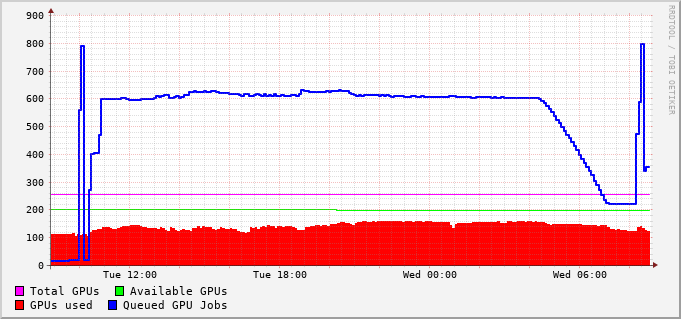 900
800
700
600
500
400
300
200
100
0
Tue 12:00 Tue 18:00 Wed 00:00 Wed 06:00
Total GPUs Available GPUs
GPUs used Queued GPU Jobs
RRDTOOL / TOBI OETIKER